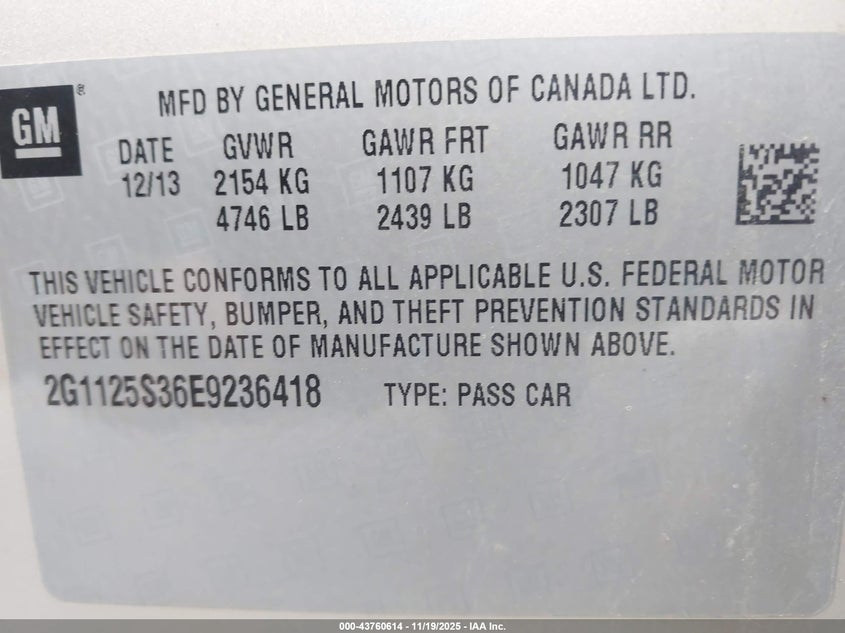 GM ®
MFD BY GENERAL MOTORS OF CANADA LTD.
DATE GVWR GAWR FRT GAWR RR
12/13 2154 KG 1107 KG 1047 KG
4746 LB 2439 LB 2307 LB
THIS VEHICLE CONFORMS TO ALL APPLICABLE U.S. FEDERAL MOTOR
VEHICLE SAFETY, BUMPER, AND THEFT PREVENTION STANDARDS IN
EFFECT ON THE DATE OF MANUFACTURE SHOWN ABOVE.
2G1125S36E9236418 TYPE: PASS CAR
000-43760614 - 11/19/2025 - IAA Inc.